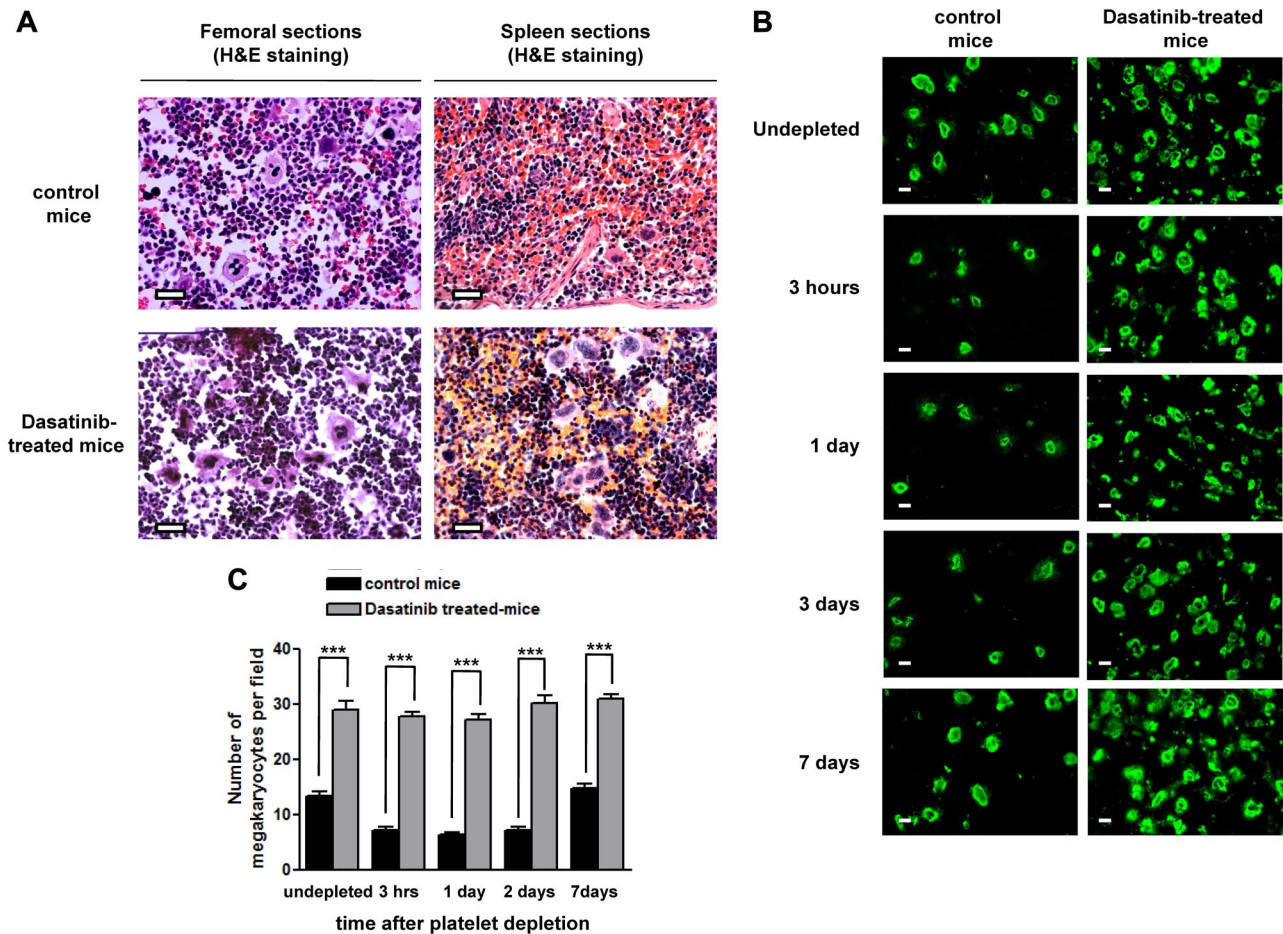 A
Femoral sections
(H&E staining)
Spleen sections
(H&E staining)
control
mice
Dasatinib-
treated mice
B
control
mice
Dasatinib-treated
mice
Undepleted
3 hours
1 day
3 days
7 days
C
control mice
Dasatinib treated-mice
Number of
megakaryocytes per field
40
30
20
10
0
***
***
***
***
***
undepleted
3 hrs
1 day
2 days
7days
time after platelet depletion